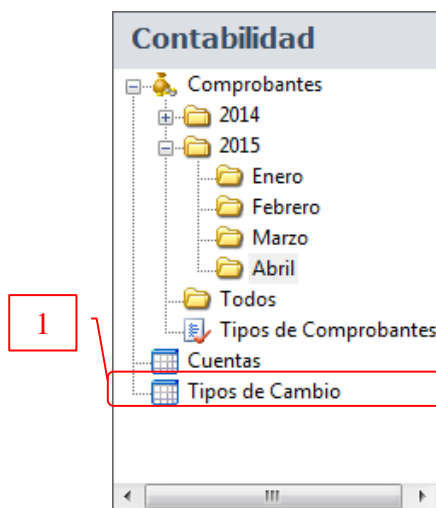 Contabilidad
Comprobantes
2014
2015
Enero
Febrero
Marzo
Abril
Todos
1
Tipos de Comprobantes
Cuentas
Tipos de Cambio